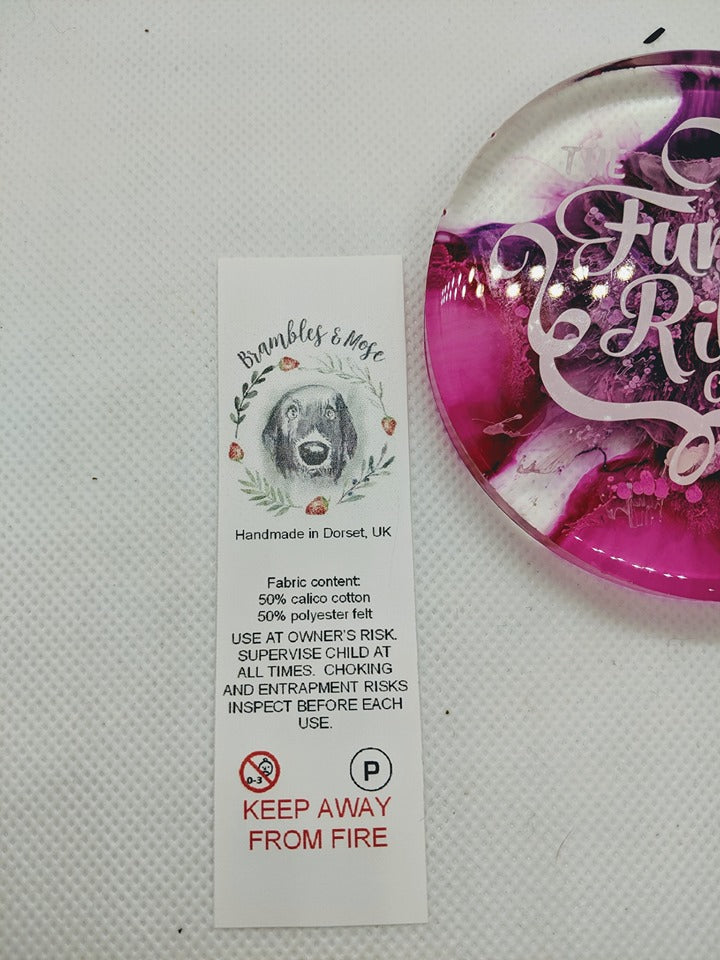 Brambles & Mose
Handmade in Dorset, UK
Fabric content:
50% calico cotton
50% polyester felt
USE AT OWNER'S RISK.
SUPERVISE CHILD AT
ALL TIMES. CHOKING
AND ENTRAPMENT RISKS
INSPECT BEFORE EACH
USE.
0-3
P
KEEP AWAY
FROM FIRE
THE